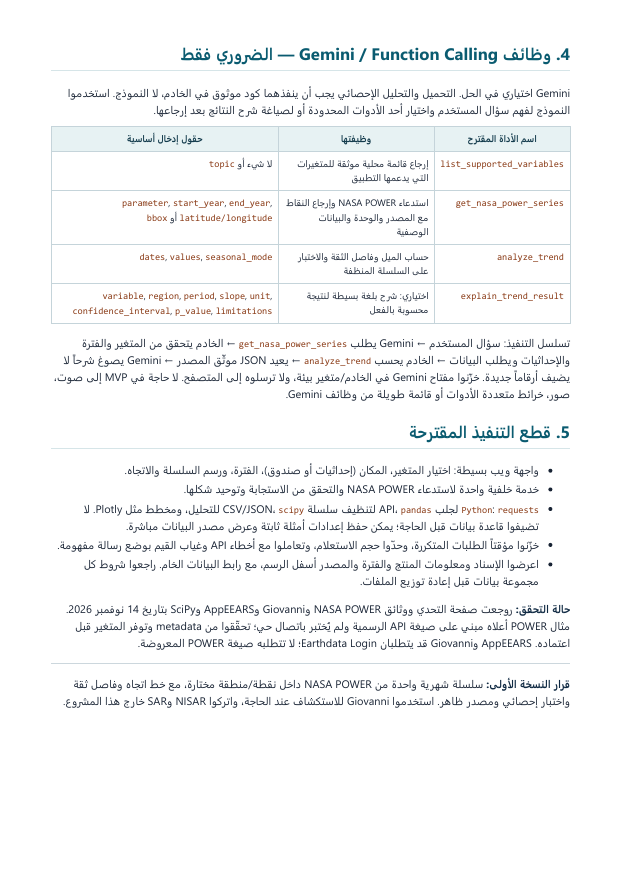 4. وظائف Gemini / Function Calling — الضروري فقط
Gemini اختياري في الحل. التحميل والتحليل الإحصائي يجب أن ينفذهما كود موثوق في الخادم، لا النموذج. استخدموا
النموذج لفهم سؤال المستخدم واختيار أحد الأدوات المحدودة أو لصياغة شرح النتائج بعد إرجاعها.
اسم الأداة المقترح وظيفتها حقول إدخال أساسية
list_supported_variables إرجاع قائمة محلية موثقة للمتغيرات لا شيء أو topic
التي يدعمها التطبيق
get_nasa_power_series استدعاء NASA POWER وإرجاع النقاط parameter, start_year, end_year,
مع المصدر والوحدة والبيانات bbox أو latitude/longitude
الوصفية
analyze_trend حساب الميل وفاصل الثقة والاختبار dates, values, seasonal_mode
على السلسلة المنظفة
explain_trend_result اختياري: شرح بلغة بسيطة لنتيجة variable, region, period, slope, unit,
محسوبة بالفعل confidence_interval, p_value, limitations
تسلسل التنفيذ: سؤال المستخدم ← Gemini يطلب get_nasa_power_series ← الخادم يتحقق من المتغير والفترة
والإحداثيات ويطلب البيانات ← الخادم يحسب analyze_trend ← يعيد JSON موثّق المصدر ← Gemini يصوغ شرحاً لا
يضيف أرقاماً جديدة. خزّنوا مفتاح Gemini في الخادم/متغير بيئة، ولا ترسلوه إلى المتصفح. لا حاجة في MVP إلى صوت،
صور، خرائط متعددة الأدوات أو قائمة طويلة من وظائف Gemini.
5. قطع التنفيذ المقترحة
• واجهة ويب بسيطة: اختيار المتغير، المكان (إحداثيات أو صندوق)، الفترة، ورسم السلسلة والاتجاه.
• خدمة خلفية واحدة لاستدعاء NASA POWER والتحقق من الاستجابة وتوحيد شكلها.
• Python: requests لجلب API، pandas لتنظيف سلسلة CSV/JSON، scipy للتحليل، ومخطط مثل Plotly. لا
تضيفوا قاعدة بيانات قبل الحاجة؛ يمكن حفظ إعدادات أمثلة ثابتة وعرض مصدر البيانات مباشرة.
• خزّنوا مؤقتاً الطلبات المتكررة، وحدّوا حجم الاستعلام، وتعاملوا مع أخطاء API وغياب القيم بوضع رسالة مفهومة.
• اعرضوا الإسناد ومعلومات المنتج والفترة والمصدر أسفل الرسم، مع رابط البيانات الخام. راجعوا شروط كل
مجموعة بيانات قبل إعادة توزيع الملفات.
حالة التحقق: روجعت صفحة التحدي ووثائق NASA POWER وGiovanni وAppEEARS وSciPy بتاريخ 14 نوفمبر 2026.
مثال POWER أعلاه مبني على صيغة API الرسمية ولم يُختبر باتصال حي؛ تحقّقوا من metadata وتوفر المتغير قبل
اعتماده. AppEEARS وGiovanni قد يتطلبان Earthdata Login؛ لا تتطلبه صيغة POWER المعروضة.
قرار النسخة الأولى: سلسلة شهرية واحدة من NASA POWER داخل نقطة/منطقة مختارة، مع خط اتجاه وفاصل ثقة
واختبار إحصائي ومصدر ظاهر. استخدموا Giovanni للاستكشاف عند الحاجة، واتركوا NISAR وSAR خارج هذا المشروع.